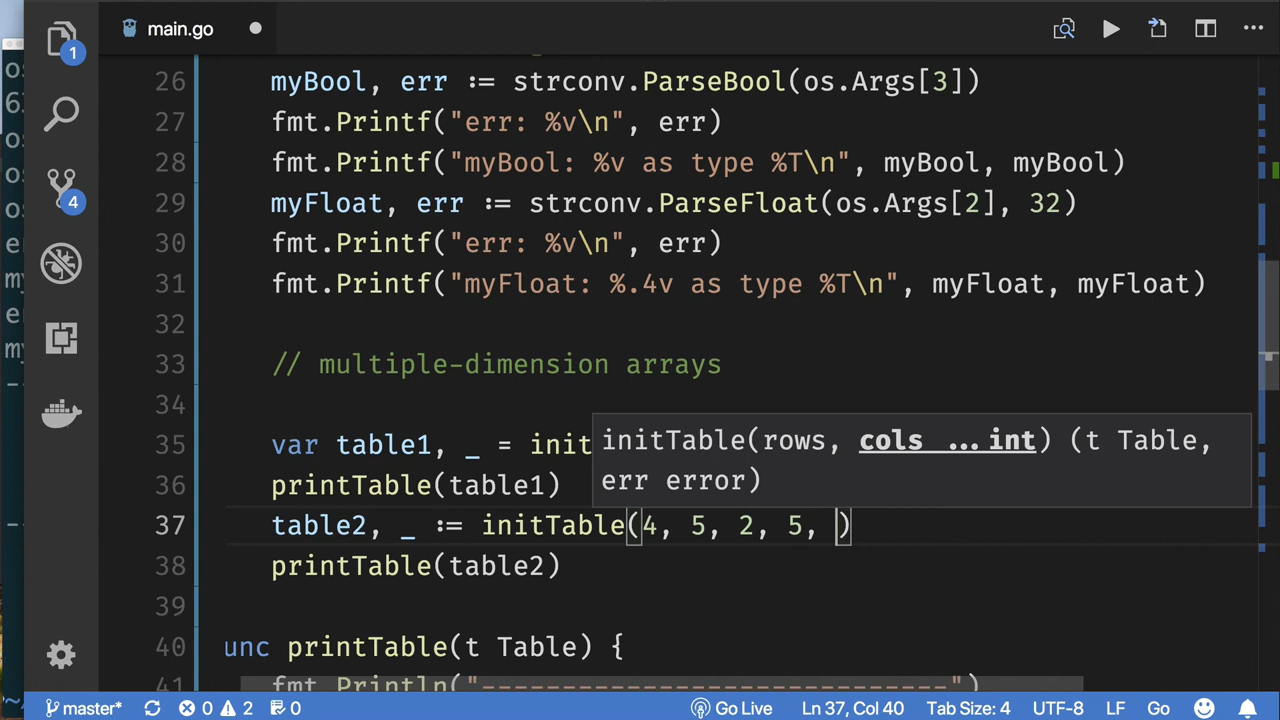 main.go
1
26 myBool, err := strconv.ParseBool(os.Args[3])
27 fmt.Printf("err: %v\n", err)
28 fmt.Printf("myBool: %v as type %T\n", myBool, myBool)
4
29 myFloat, err := strconv.ParseFloat(os.Args[2], 32)
30 fmt.Printf("err: %v\n", err)
31 fmt.Printf("myFloat: %.4v as type %T\n", myFloat, myFloat)
32
33 // multiple-dimension arrays
34
35 var table1, _ = init
initTable(rows, cols ...int) (t Table,
err error)
36 printTable(table1)
37 table2, _ := initTable(4, 5, 2, 5, )
38 printTable(table2)
39
40 unc printTable(t Table) {
41 fmt.Println("-----------------------------")
master* 0 2 0 Go Live Ln 37, Col 40 Tab Size: 4 UTF-8 LF Go